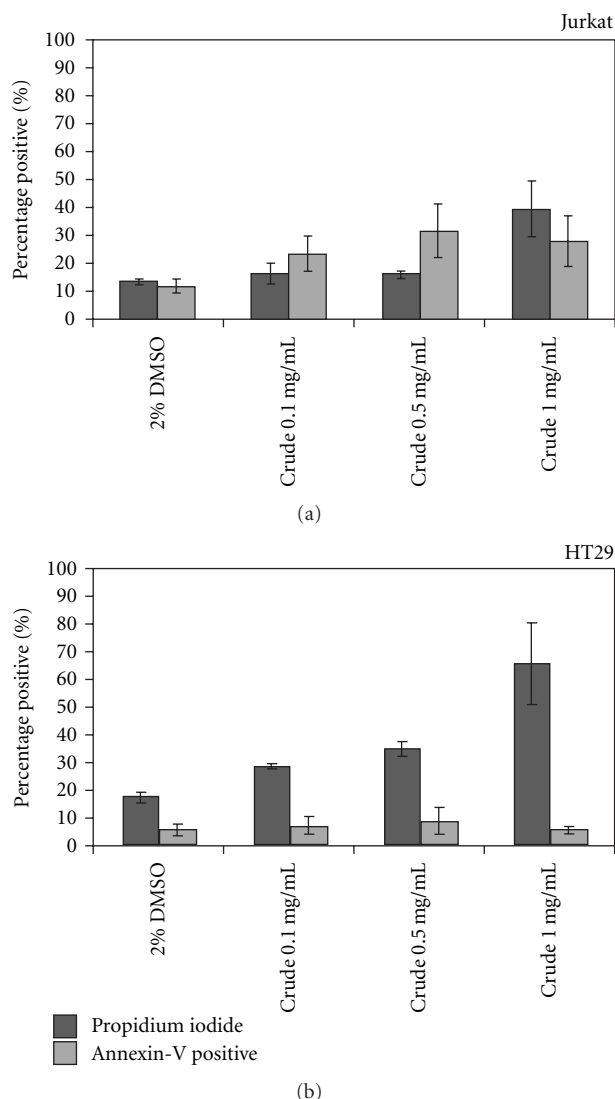 Jurkat
100
90
80
70
60
50
40
30
20
10
0
Percentage positive (%)
2% DMSO
Crude 0.1 mg/mL
Crude 0.5 mg/mL
Crude 1 mg/mL
(a)
HT29
100
90
80
70
60
50
40
30
20
10
0
Percentage positive (%)
2% DMSO
Crude 0.1 mg/mL
Crude 0.5 mg/mL
Crude 1 mg/mL
Propidium iodide
Annexin-V positive
(b)